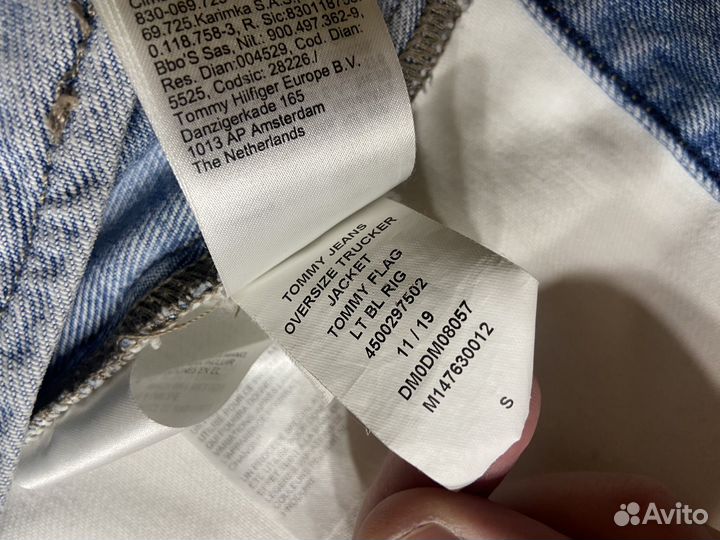 830-069.725
69.725.Karimka S.A.S
0.118.758-3, R. Sic:830118758
Bbo'S Sas, Nit: 900.497.362-9,
Res. Dian:004529, Cod. Dian:
5525, Codsic: 28226./
Tommy Hilfiger Europe B.V.
Danzigerkade 165
1013 AP Amsterdam
The Netherlands
TOMMY JEANS
OVERSIZE TRUCKER
JACKET
TOMMY FLAG
LT BL RIG
4500297502
11 / 19
DM0DM08057
M147630012
S
Avito